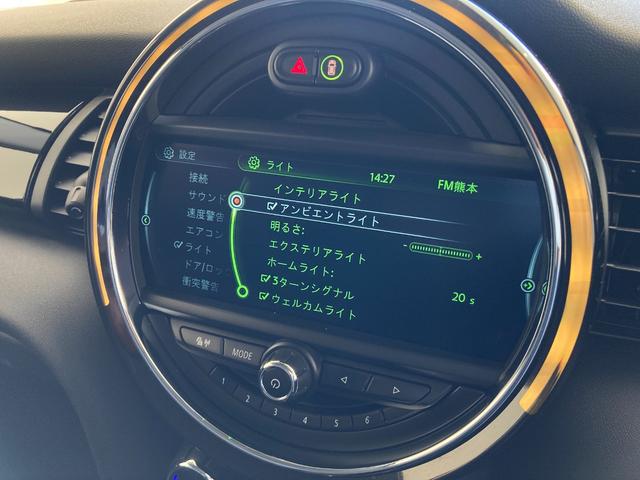 設定
ライト
14:27
FM熊本
接続
サウンド
速度警告
エアコン
ライト
ドア/ロック
衝突警告
インテリアライト
アンビエントライト
明るさ:
- +
エクステリアライト
ホームライト:
20 s
3ターンシグナル
ウェルカムライト
MODE
1 2 3 4 5 6